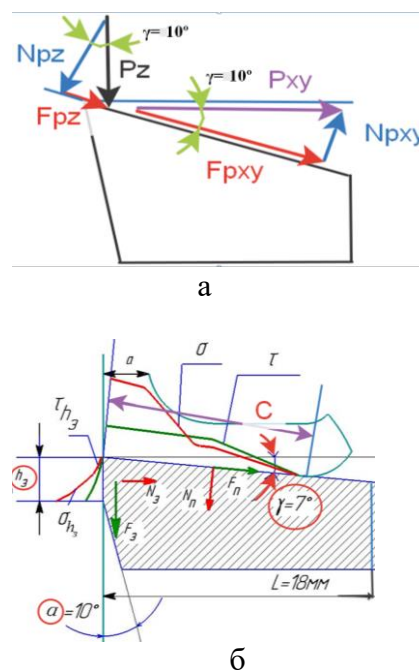 γ= 10°
Npz
Pz
γ= 10°
Pxy
Fpz
Npxy
Fpxy
а
a
σ
τ
τhз
C
hз
Nз
Nп
Fп
γ=7°
σhз
Fз
L=18мм
α=10°
б